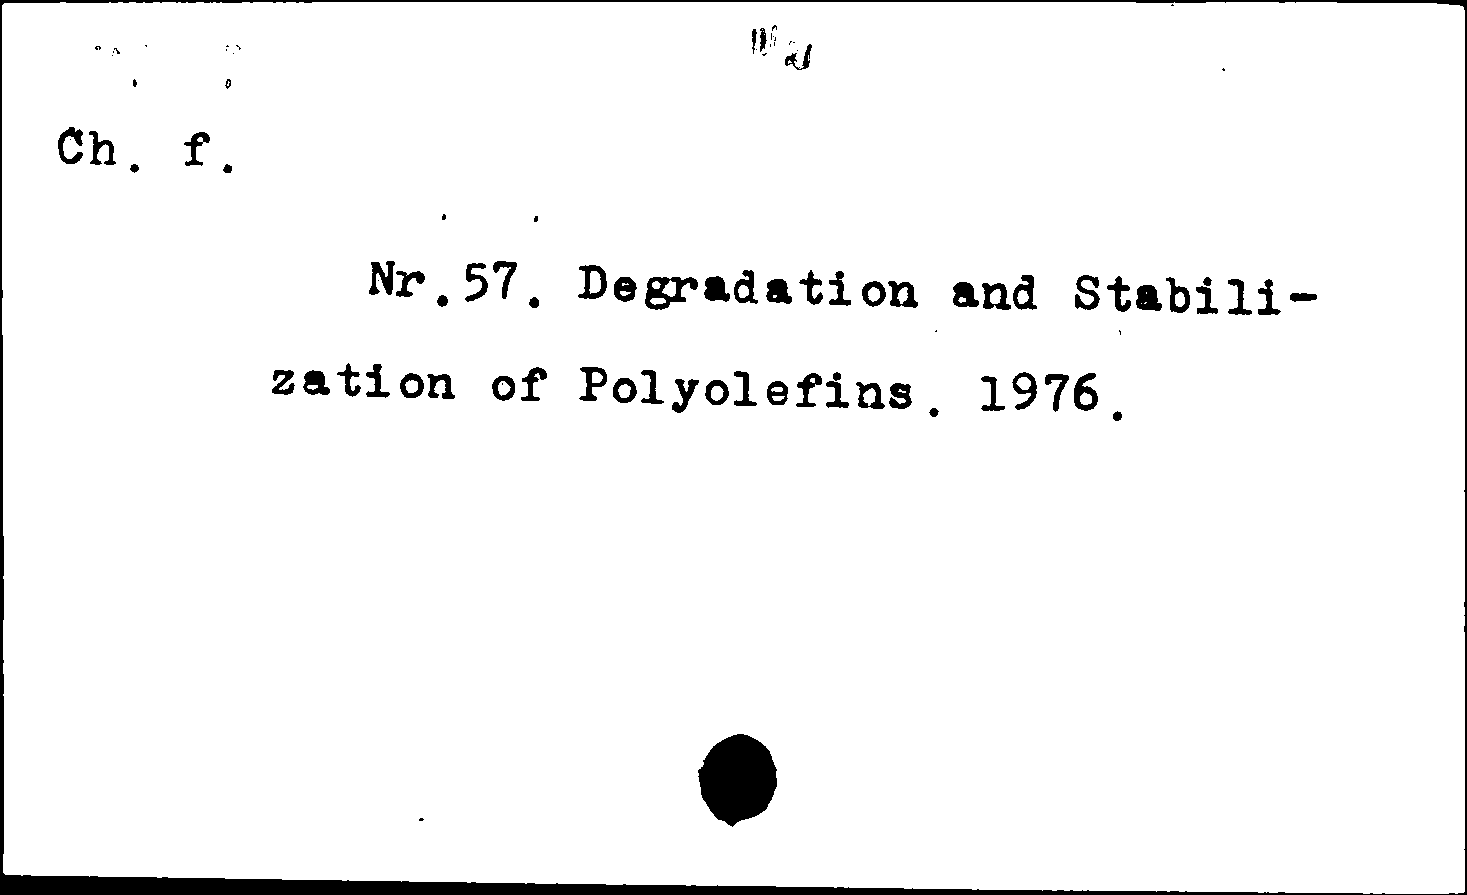 Ch. f.
Nr.57. Degradation and Stabili-
zation of Polyolefins. 1976.